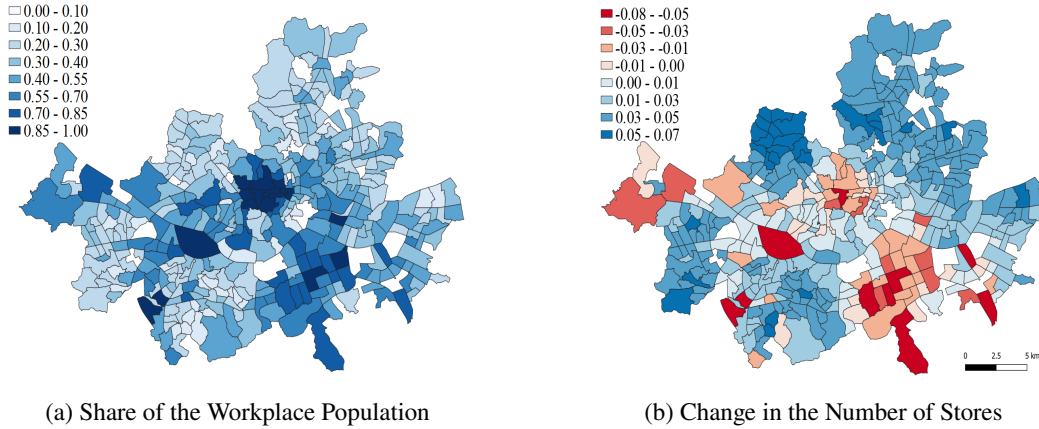 0.00 - 0.10
0.10 - 0.20
0.20 - 0.30
0.30 - 0.40
0.40 - 0.55
0.55 - 0.70
0.70 - 0.85
0.85 - 1.00
(a) Share of the Workplace Population
-0.08 - -0.05
-0.05 - -0.03
-0.03 - -0.01
-0.01 - 0.00
0.00 - 0.01
0.01 - 0.03
0.03 - 0.05
0.05 - 0.07
0 2.5 5 km
(b) Change in the Number of Stores